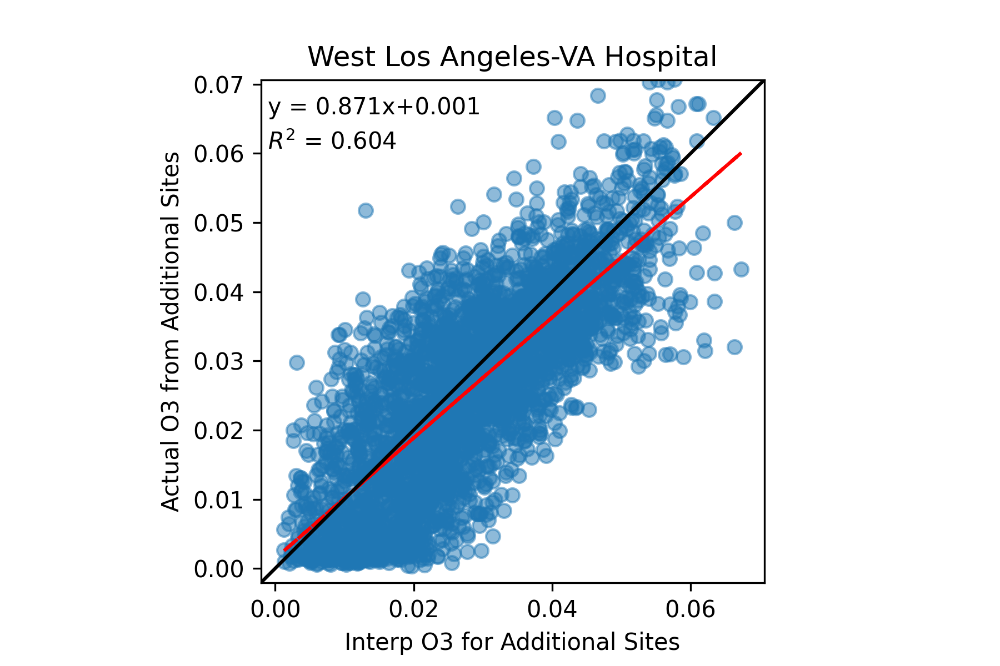 West Los Angeles-VA Hospital
y = 0.871x+0.001
R² = 0.604
Actual O3 from Additional Sites
0.07
0.06
0.05
0.04
0.03
0.02
0.01
0.00
0.00 0.02 0.04 0.06
Interp O3 for Additional Sites